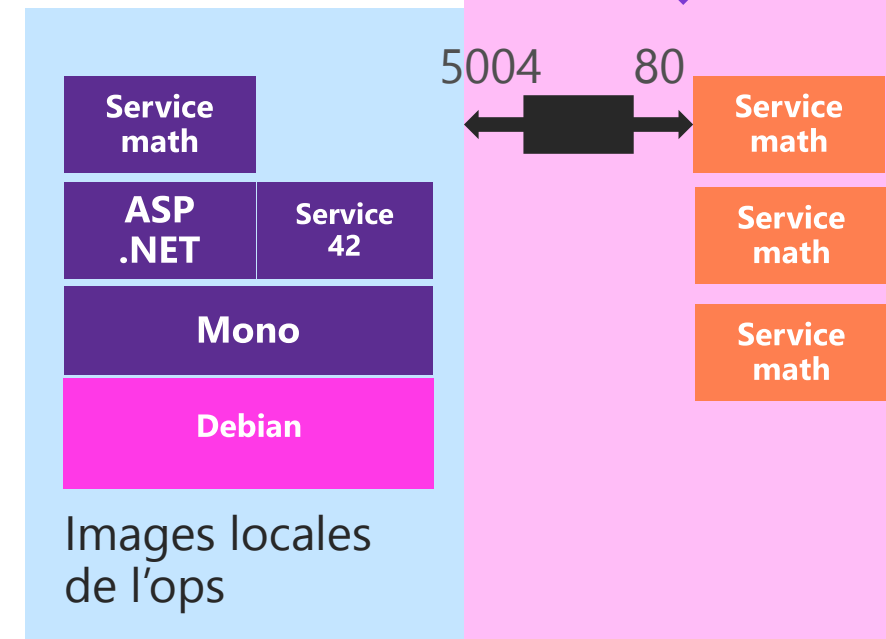 5004
80
Service
math
ASP
.NET
Service
42
Mono
Debian
Images locales
de l’ops
Service
math
Service
math
Service
math